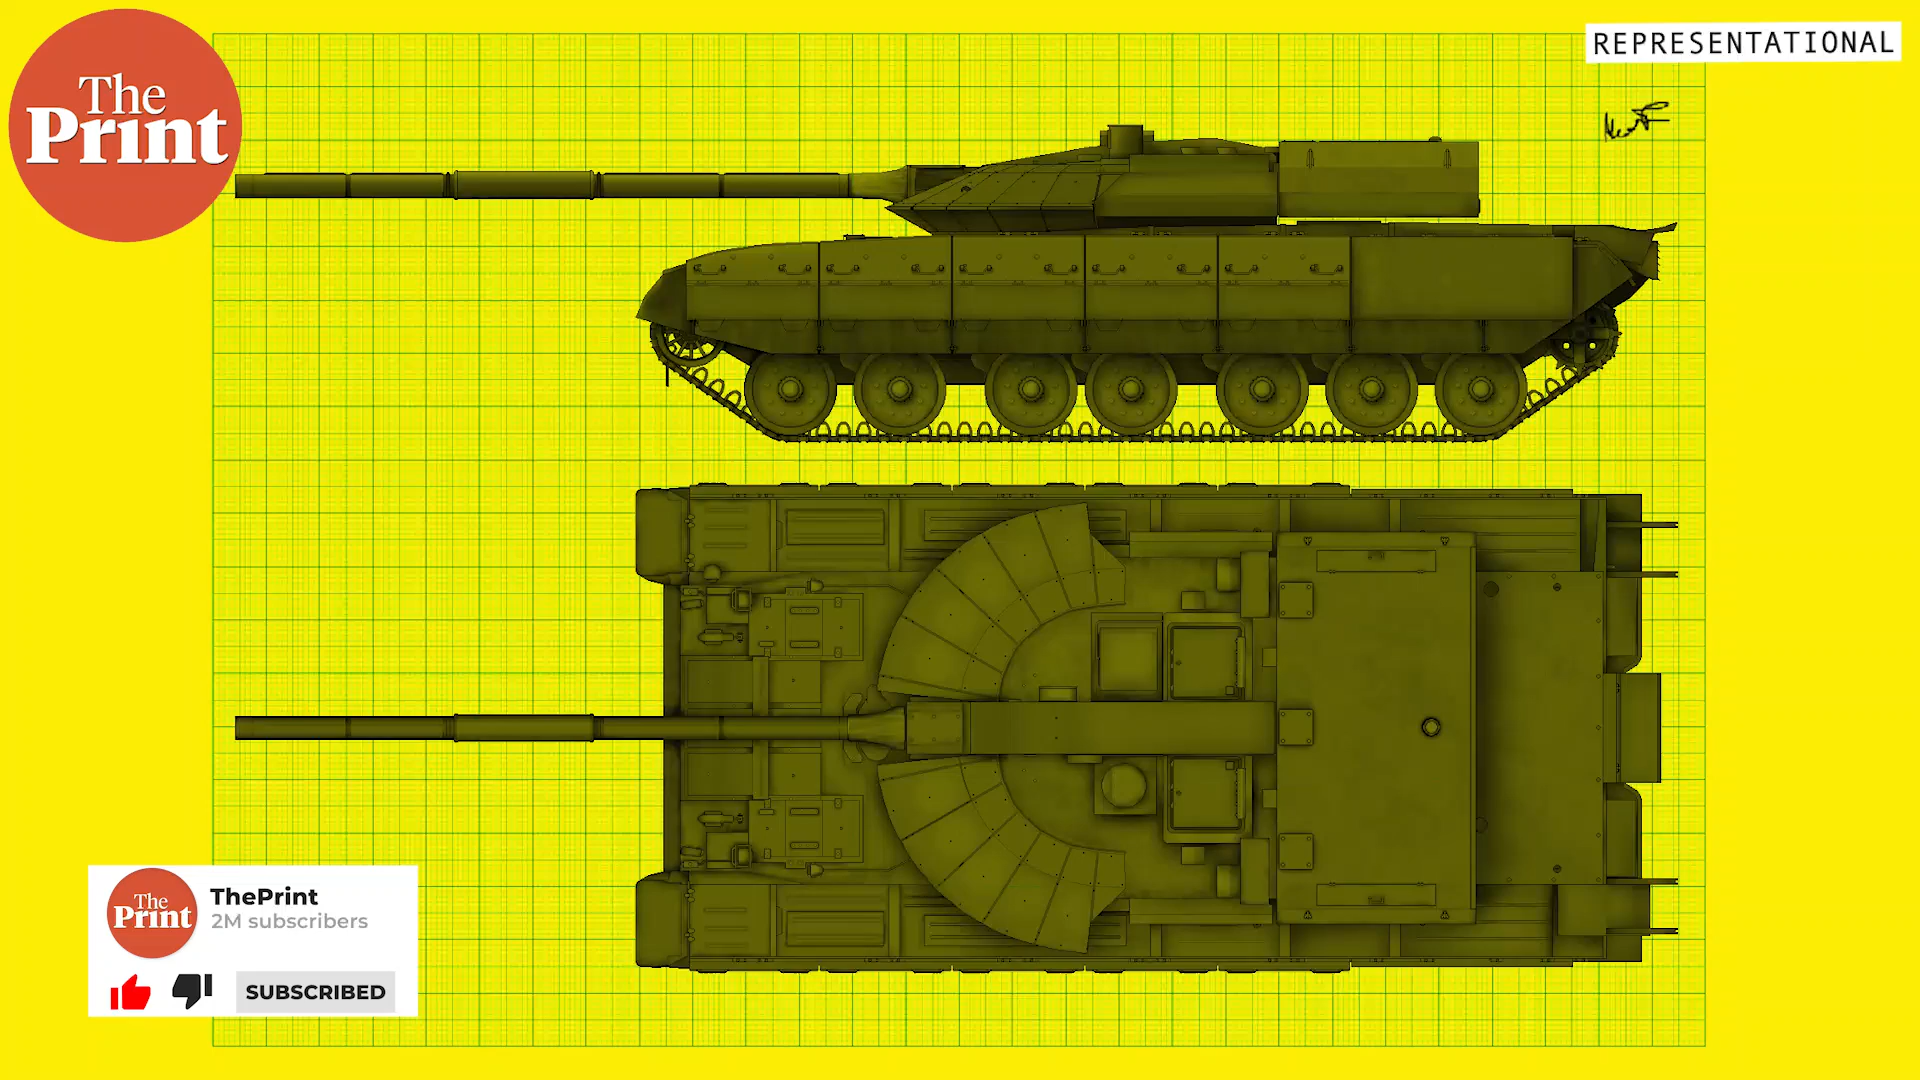 The
Print
REPRESENTATIONAL
The
Print
ThePrint
2M subscribers
SUBSCRIBED